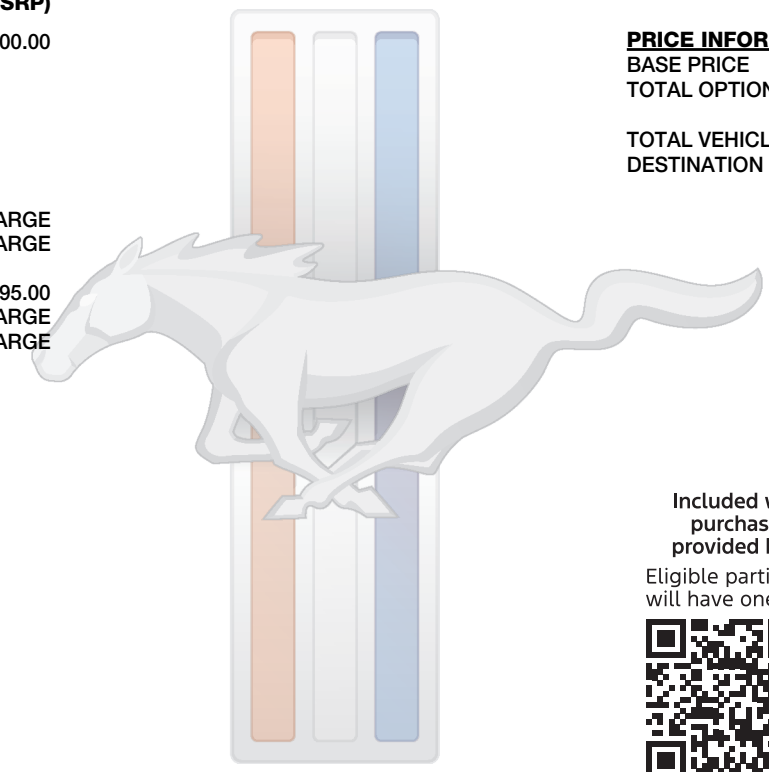 SRP)
00.00
ARGE
ARGE
95.00
ARGE
ARGE
PRICE INFOR
BASE PRICE
TOTAL OPTION
TOTAL VEHICL
DESTINATION
Included w
purchas
provided b
Eligible parti
will have one